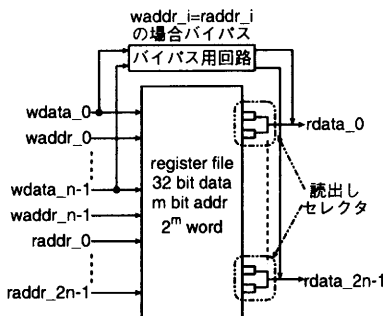 waddr_i=raddr_i
の場合バイパス
バイパス用回路
wdata_0
waddr_0
wdata_n-1
waddr_n-1
raddr_0
raddr_2n-1
register file
32 bit data
m bit addr
2^m word
rdata_0
読出し
セレクタ
rdata_2n-1